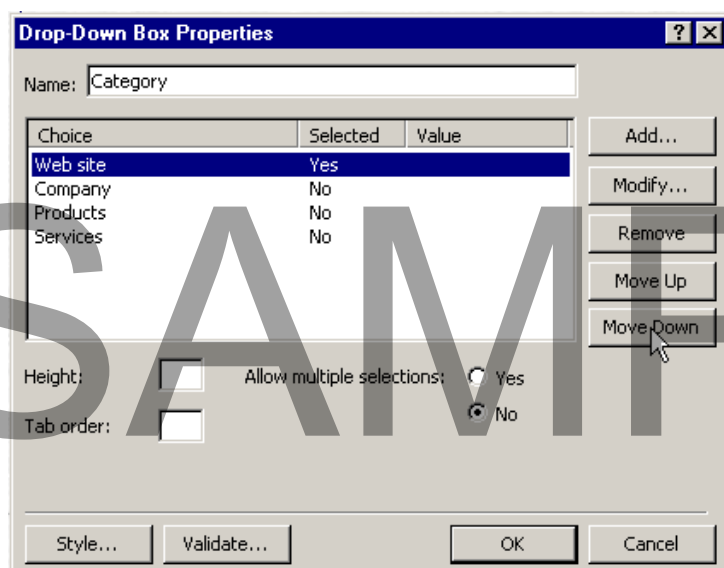 Drop-Down Box Properties
Name: Category
Choice Selected Value
Web site Yes
Company No
Products No
Services No
Add...
Modify...
Remove
Move Up
Move Down
Height: Allow multiple selections: Yes
No
Tab order:
Style... Validate... OK Cancel
SAMP